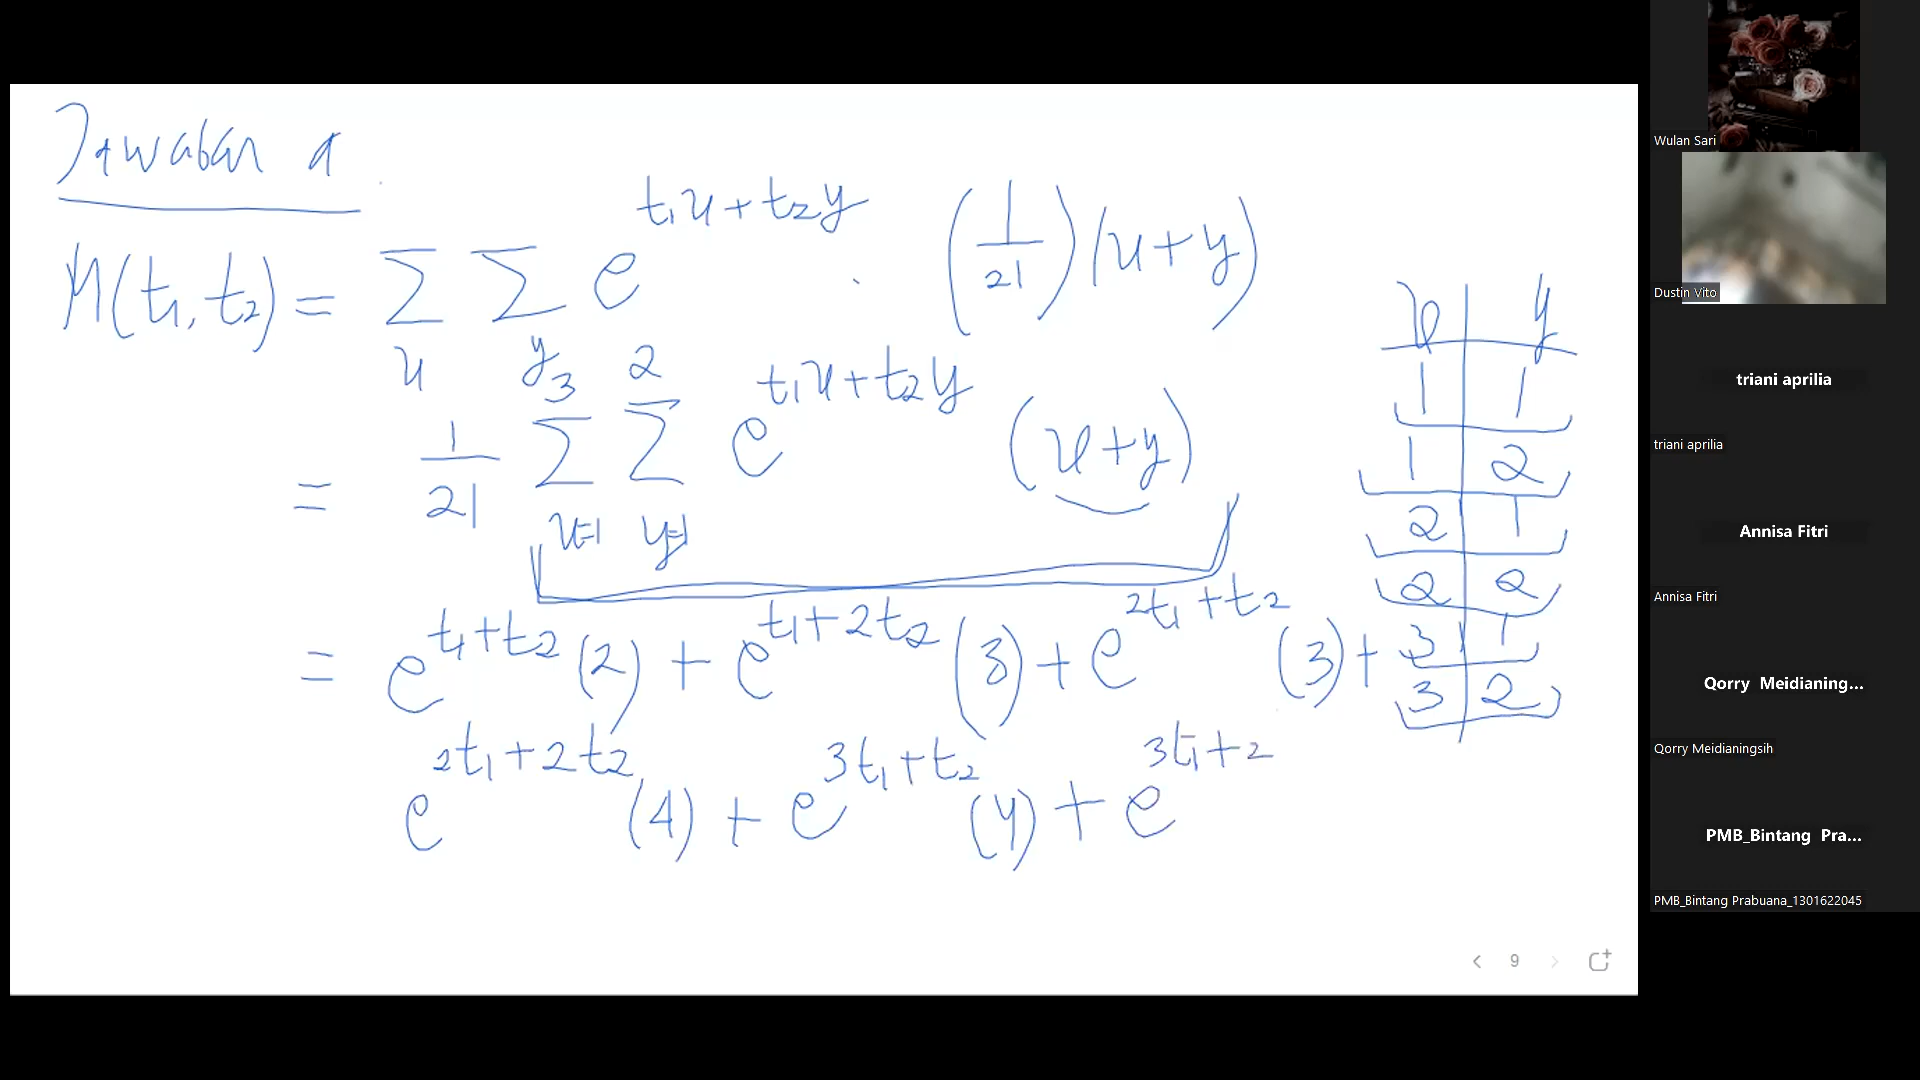 Jawaban a
M(t₁, t₂) = Σₓ Σᵧ e^(t₁x + t₂y) · (1/21)(x + y)
= 1/21 Σ_(x=1)^3 Σ_(y=1)^2 e^(t₁x + t₂y) (x + y)
= e^(t₁+t₂) (2) + e^(t₁+2t₂) (3) + e^(2t₁+t₂) (3) +
e^(2t₁+2t₂) (4) + e^(3t₁+t₂) (4) + e^(3t₁+2
x y
1 1
1 2
2 1
2 2
3 1
3 2
9
Wulan Sari
Dustin Vito
triani aprilia
triani aprilia
Annisa Fitri
Annisa Fitri
Qorry Meidianing...
Qorry Meidianingsih
PMB_Bintang Pra...
PMB_Bintang Prabuana_1301622045